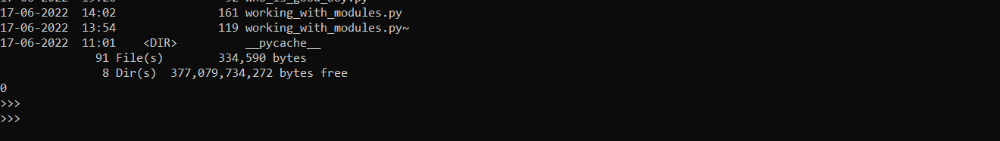 17-06-2022  14:02               161 working_with_modules.py
17-06-2022  13:54               119 working_with_modules.py~
17-06-2022  11:01    <DIR>          __pycache__
              91 File(s)        334,590 bytes
               8 Dir(s)  377,079,734,272 bytes free
0
>>>
>>>